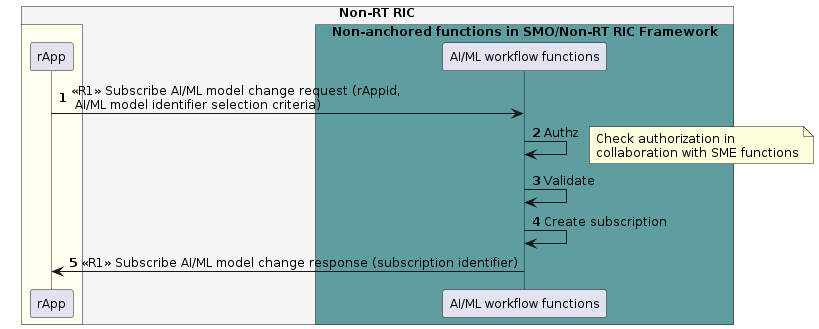 Non-RT RIC
Non-anchored functions in SMO/Non-RT RIC Framework
rApp
AI/ML workflow functions
1 «R1» Subscribe AI/ML model change request (rAppId,
AI/ML model identifier selection criteria)
2 Authz
Check authorization in
collaboration with SME functions
3 Validate
4 Create subscription
5 «R1» Subscribe AI/ML model change response (subscription identifier)
rApp
AI/ML workflow functions